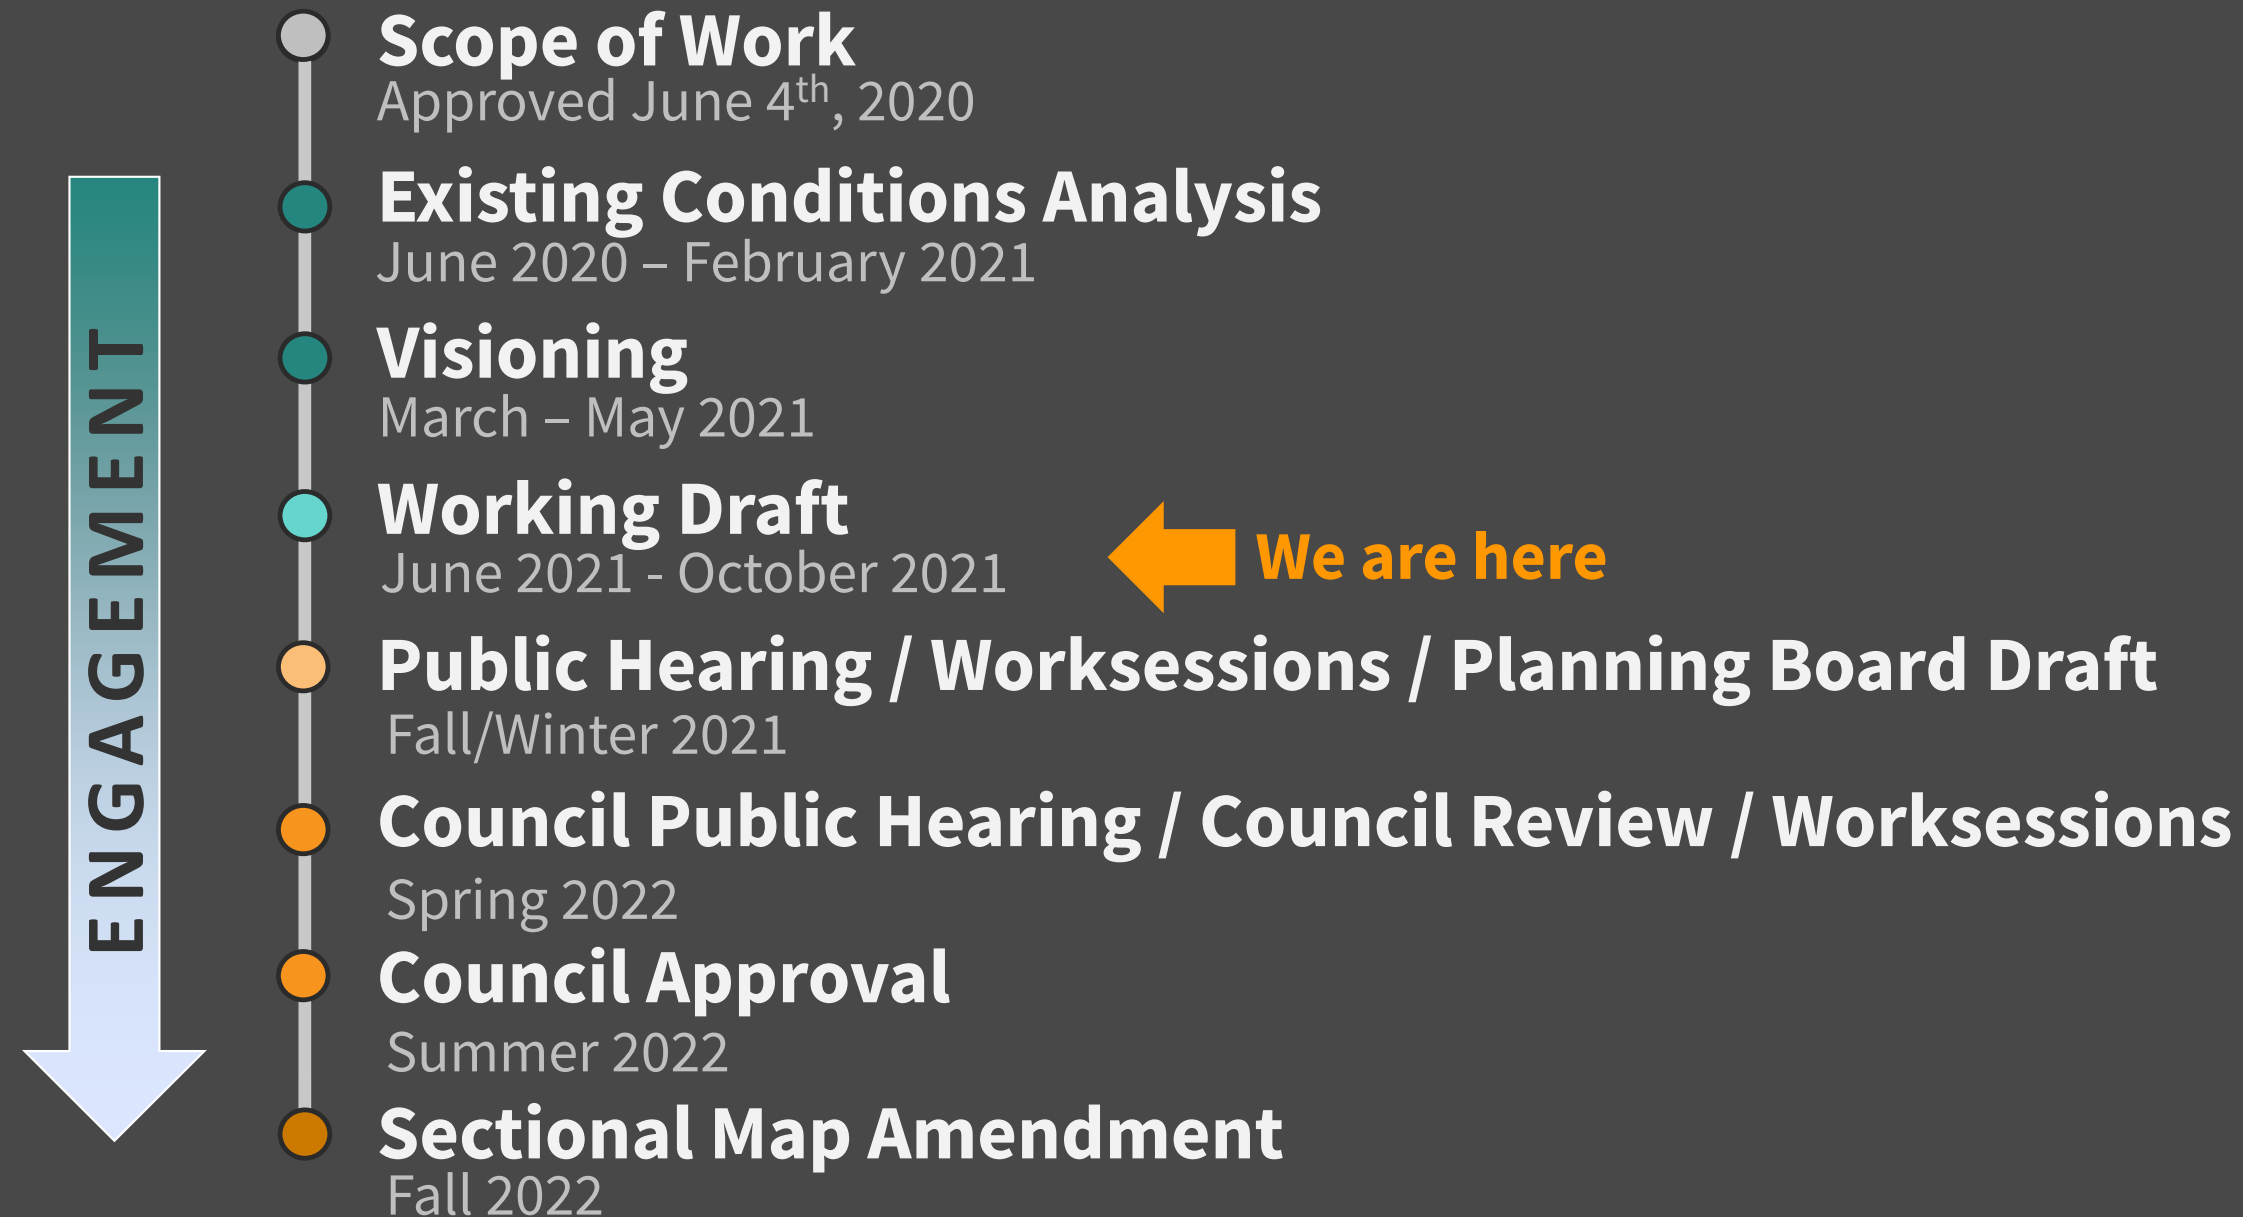 Scope of Work
Approved June 4th, 2020
Existing Conditions Analysis
June 2020 – February 2021
Visioning
March – May 2021
Working Draft
June 2021 - October 2021
We are here
Public Hearing / Worksessions / Planning Board Draft
Fall/Winter 2021
Council Public Hearing / Council Review / Worksessions
Spring 2022
Council Approval
Summer 2022
Sectional Map Amendment
Fall 2022
ENGAGEMENT